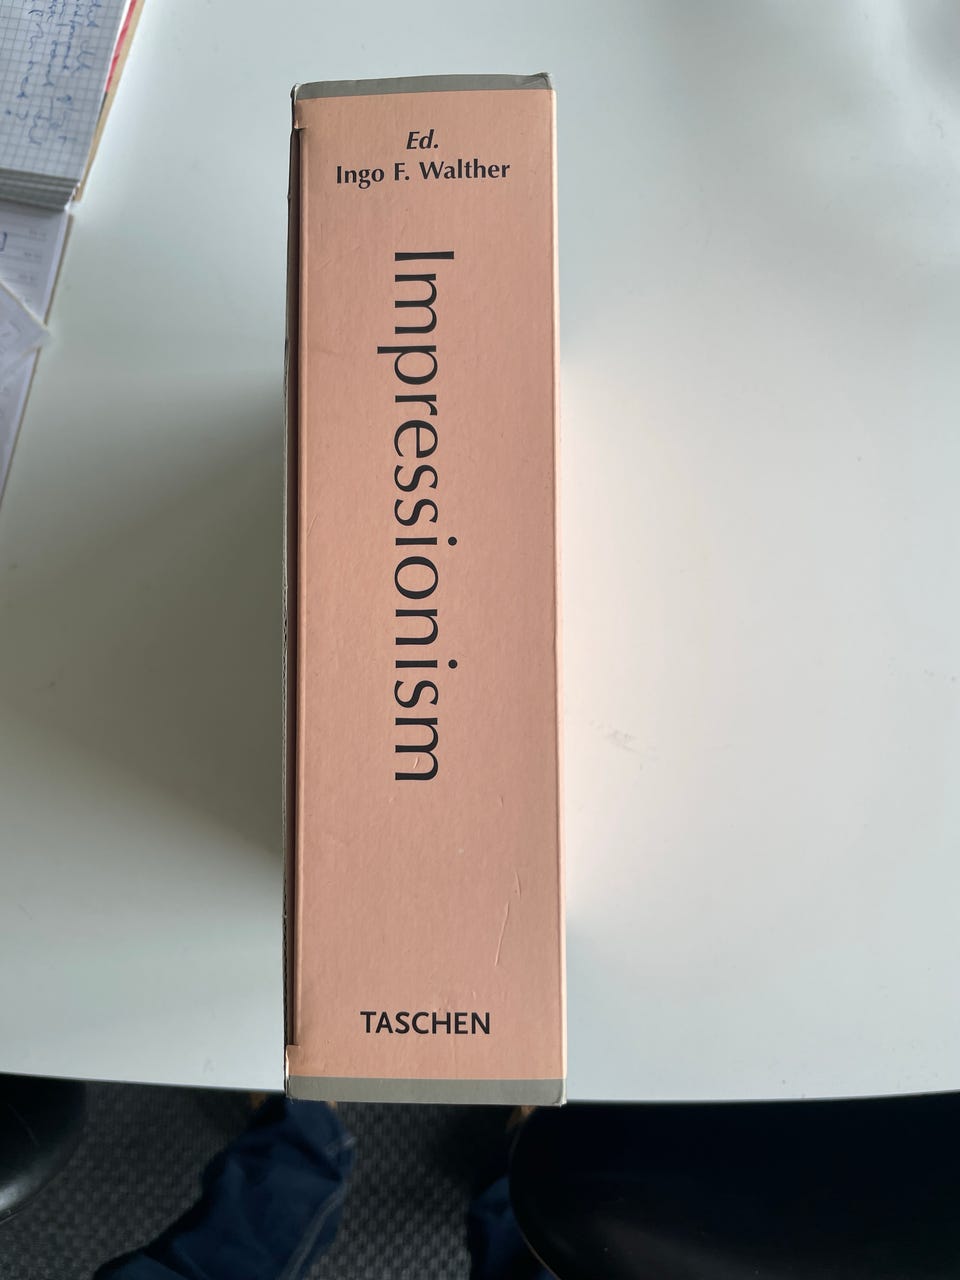 Ed.
Ingo F. Walther
Impressionism
TASCHEN